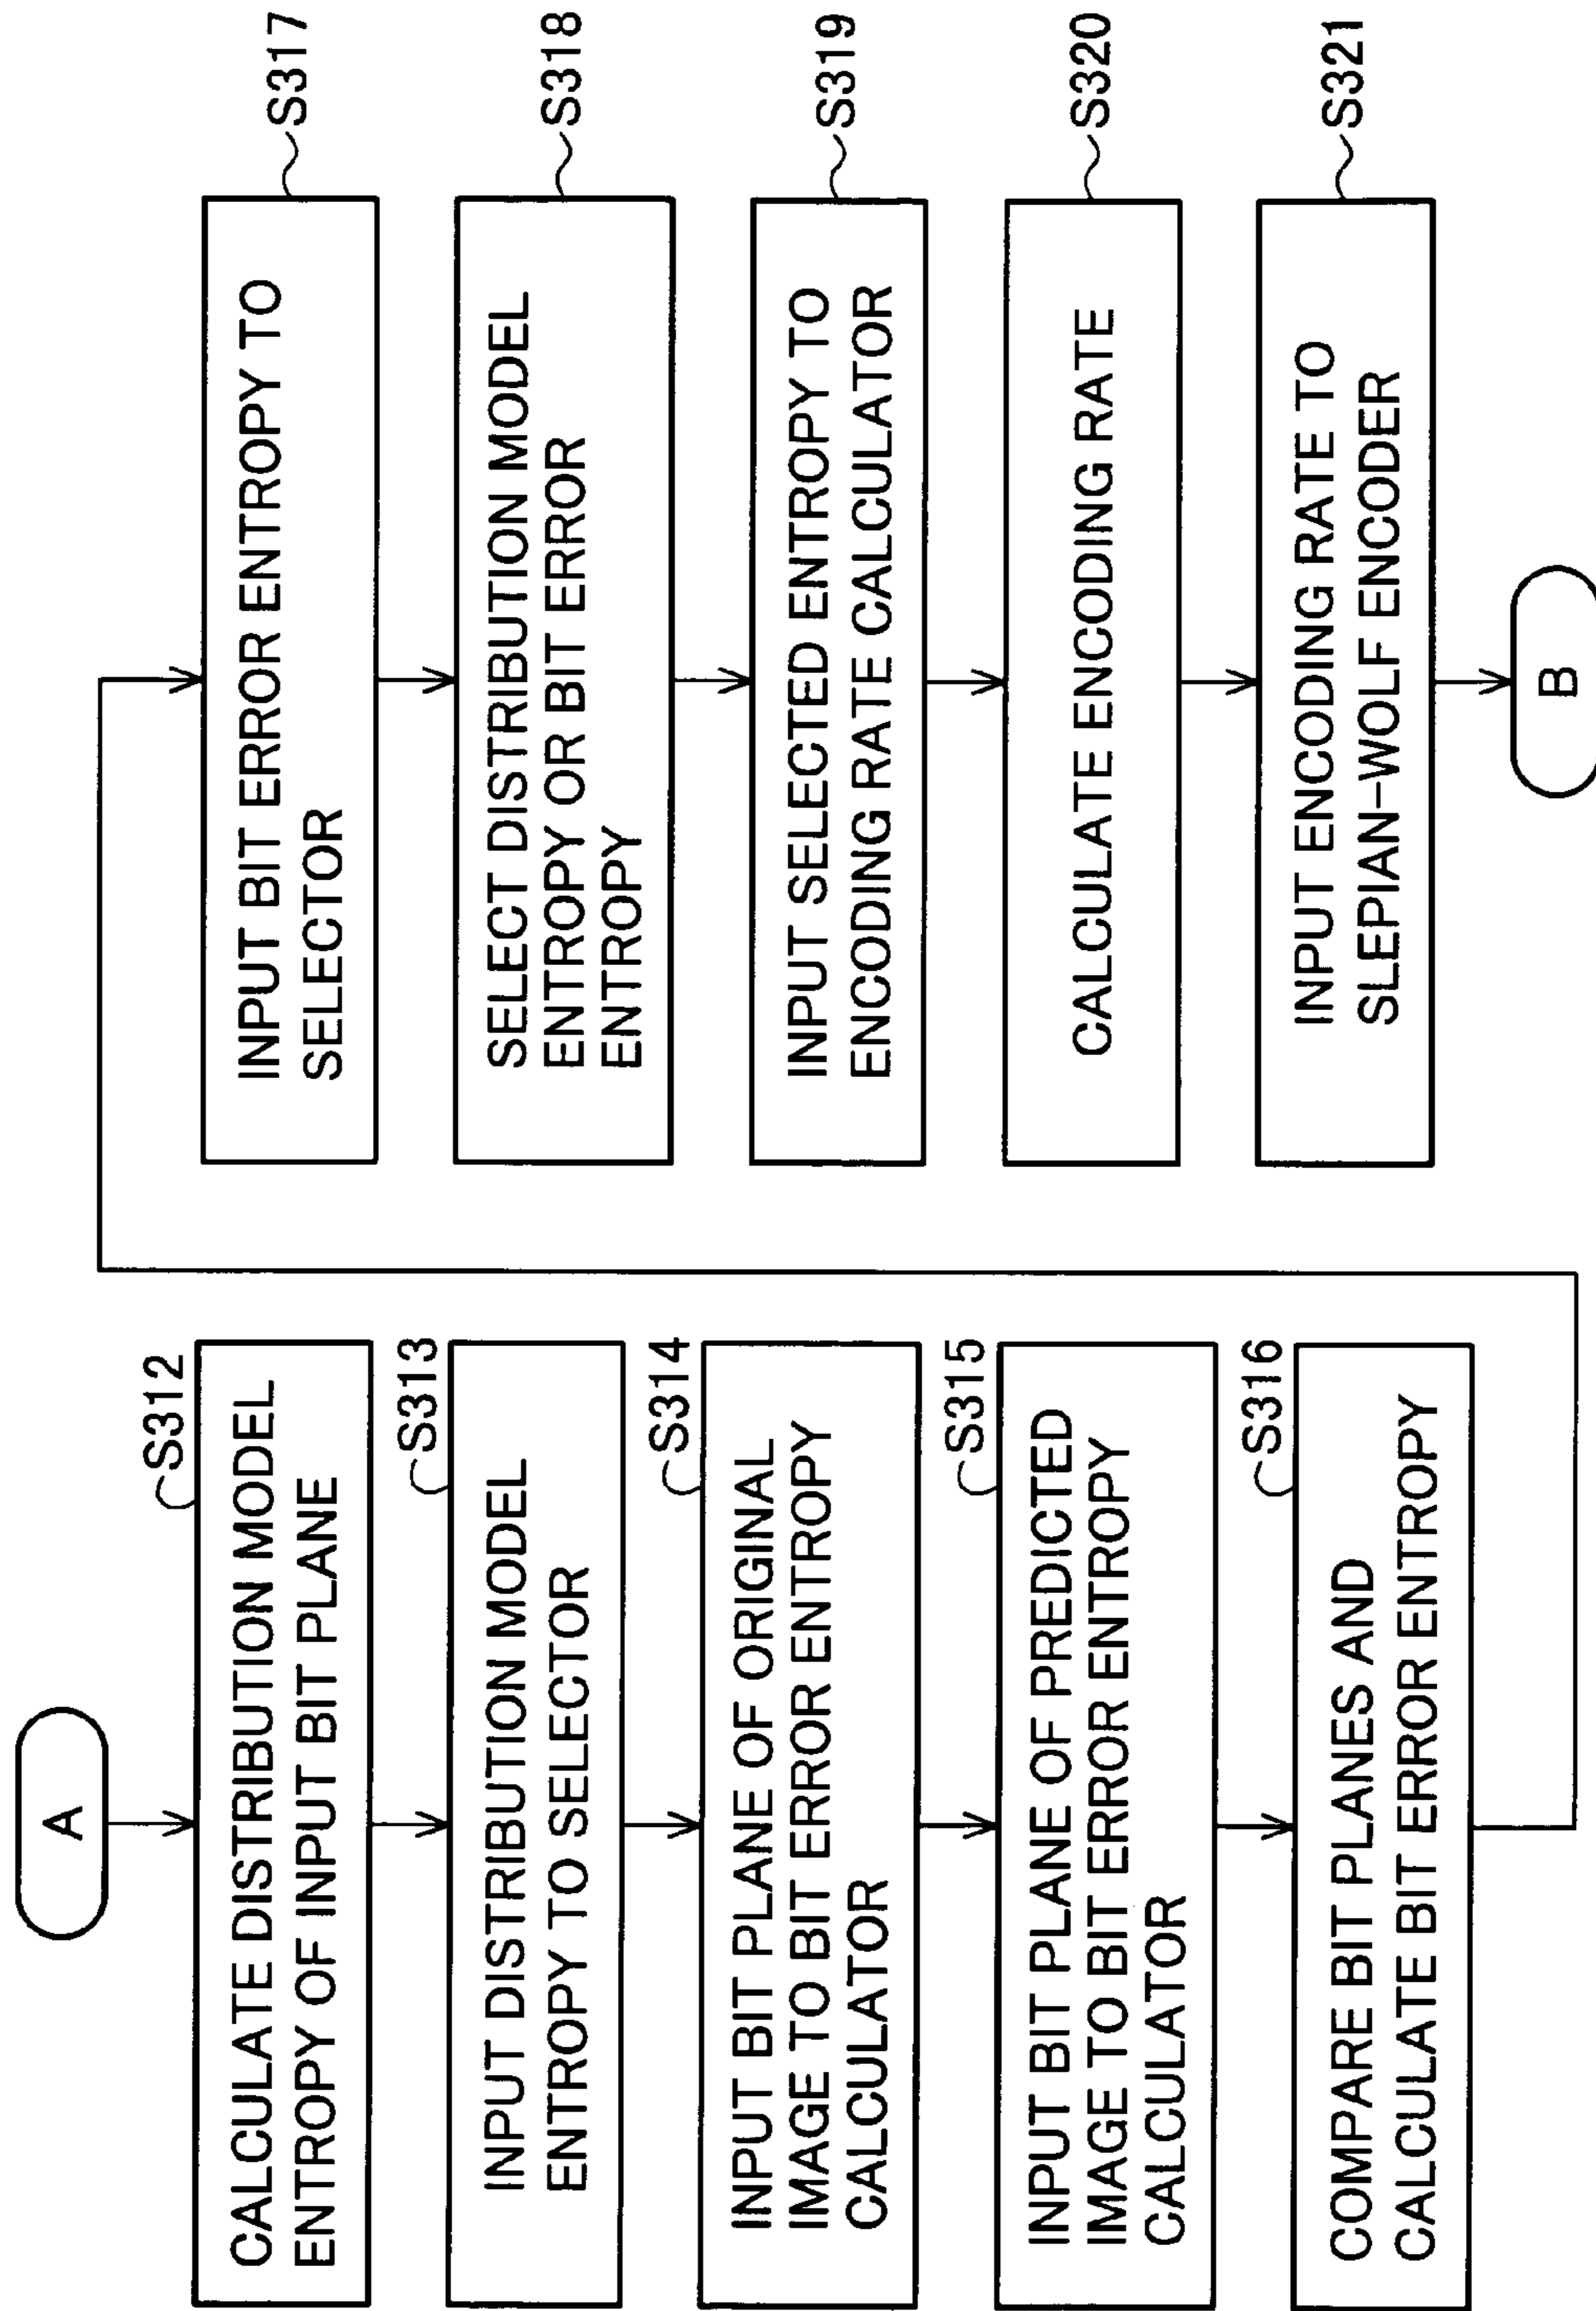 A
S312
CALCULATE DISTRIBUTION MODEL
ENTROPY OF INPUT BIT PLANE
S313
INPUT DISTRIBUTION MODEL
ENTROPY TO SELECTOR
S314
INPUT BIT PLANE OF ORIGINAL
IMAGE TO BIT ERROR ENTROPY
CALCULATOR
S315
INPUT BIT PLANE OF PREDICTED
IMAGE TO BIT ERROR ENTROPY
CALCULATOR
S316
COMPARE BIT PLANES AND
CALCULATE BIT ERROR ENTROPY
S317
INPUT BIT ERROR ENTROPY TO
SELECTOR
S318
SELECT DISTRIBUTION MODEL
ENTROPY OR BIT ERROR
ENTROPY
S319
INPUT SELECTED ENTROPY TO
ENCODING RATE CALCULATOR
S320
CALCULATE ENCODING RATE
S321
INPUT ENCODING RATE TO
SLEPIAN-WOLF ENCODER
B